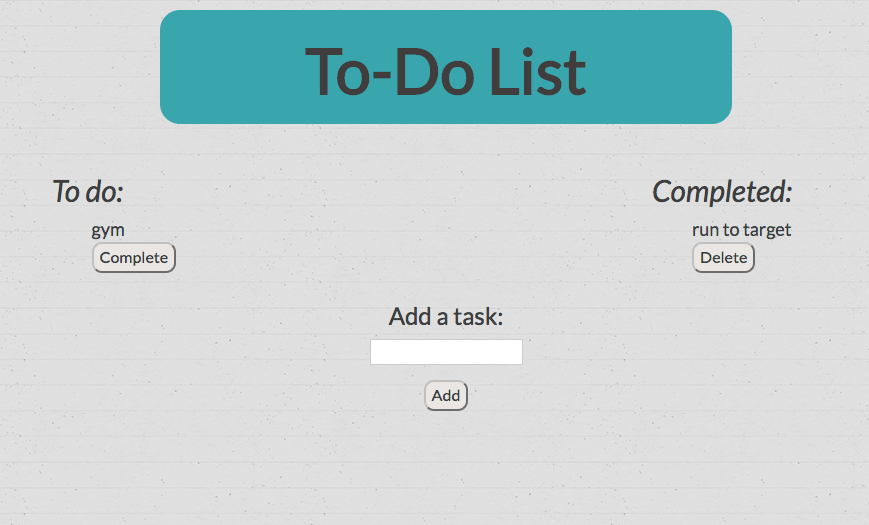 To-Do List
To do:
gym
Complete
Completed:
run to target
Delete
Add a task:
Add